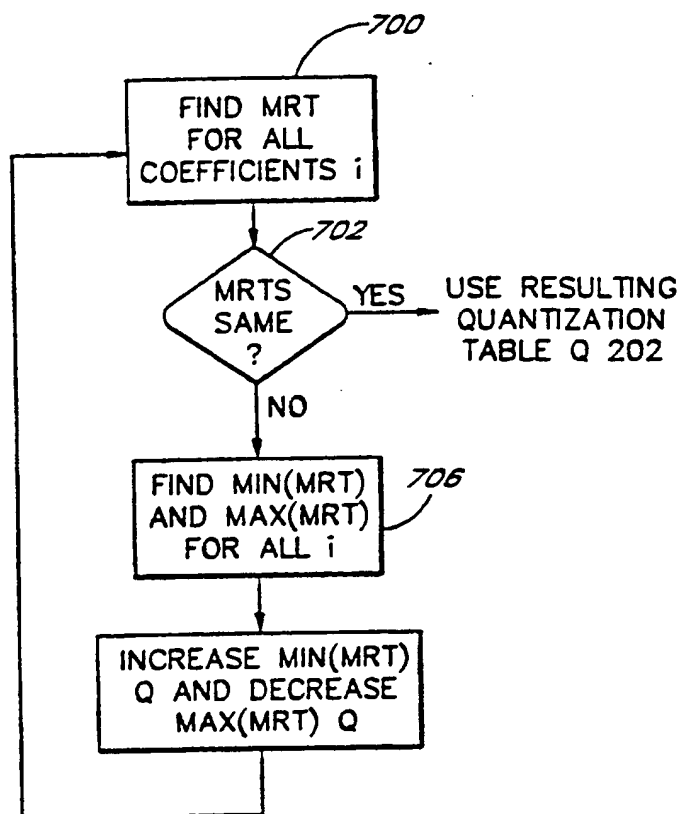 700
FIND MRT
FOR ALL
COEFFICIENTS i
702
MRTS
SAME
?
YES
USE RESULTING
QUANTIZATION
TABLE Q 202
NO
FIND MIN(MRT)
AND MAX(MRT)
FOR ALL i
706
INCREASE MIN(MRT)
Q AND DECREASE
MAX(MRT) Q